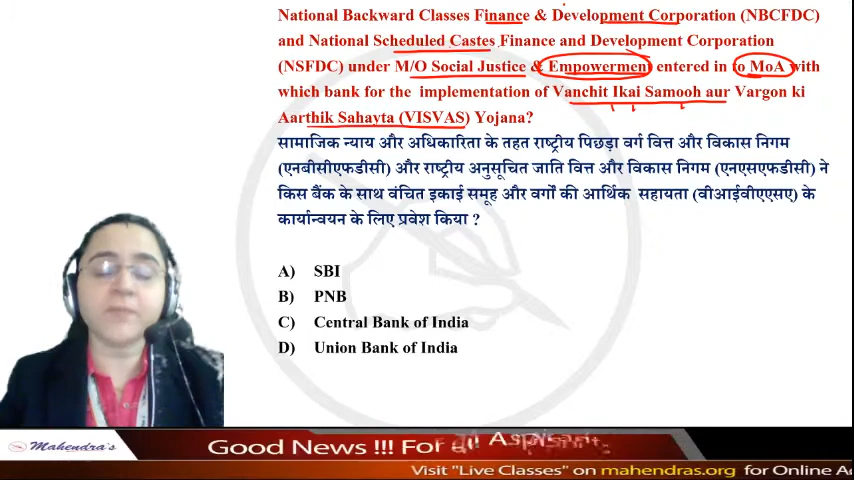 National Backward Classes Finance & Development Corporation (NBCFDC)
and National Scheduled Castes Finance and Development Corporation
(NSFDC) under M/O Social Justice & Empowerment entered in to MoA with
which bank for the implementation of Vanchit Ikai Samooh aur Vargon ki
Aarthik Sahayta (VISVAS) Yojana?
सामाजिक न्याय और अधिकारिता के तहत राष्ट्रीय पिछड़ा वर्ग वित्त और विकास निगम
(एनबीसीएफडीसी) और राष्ट्रीय अनुसूचित जाति वित्त और विकास निगम (एनएसएफडीसी) ने
किस बैंक के साथ वंचित इकाई समूह और वर्गों की आर्थिक सहायता (वीआईवीएएसए) के
कार्यान्वयन के लिए प्रवेश किया ?
A) SBI
B) PNB
C) Central Bank of India
D) Union Bank of India
Mahendra's
Good News !!! For all
Visit "Live Classes" on mahendras.org for Online